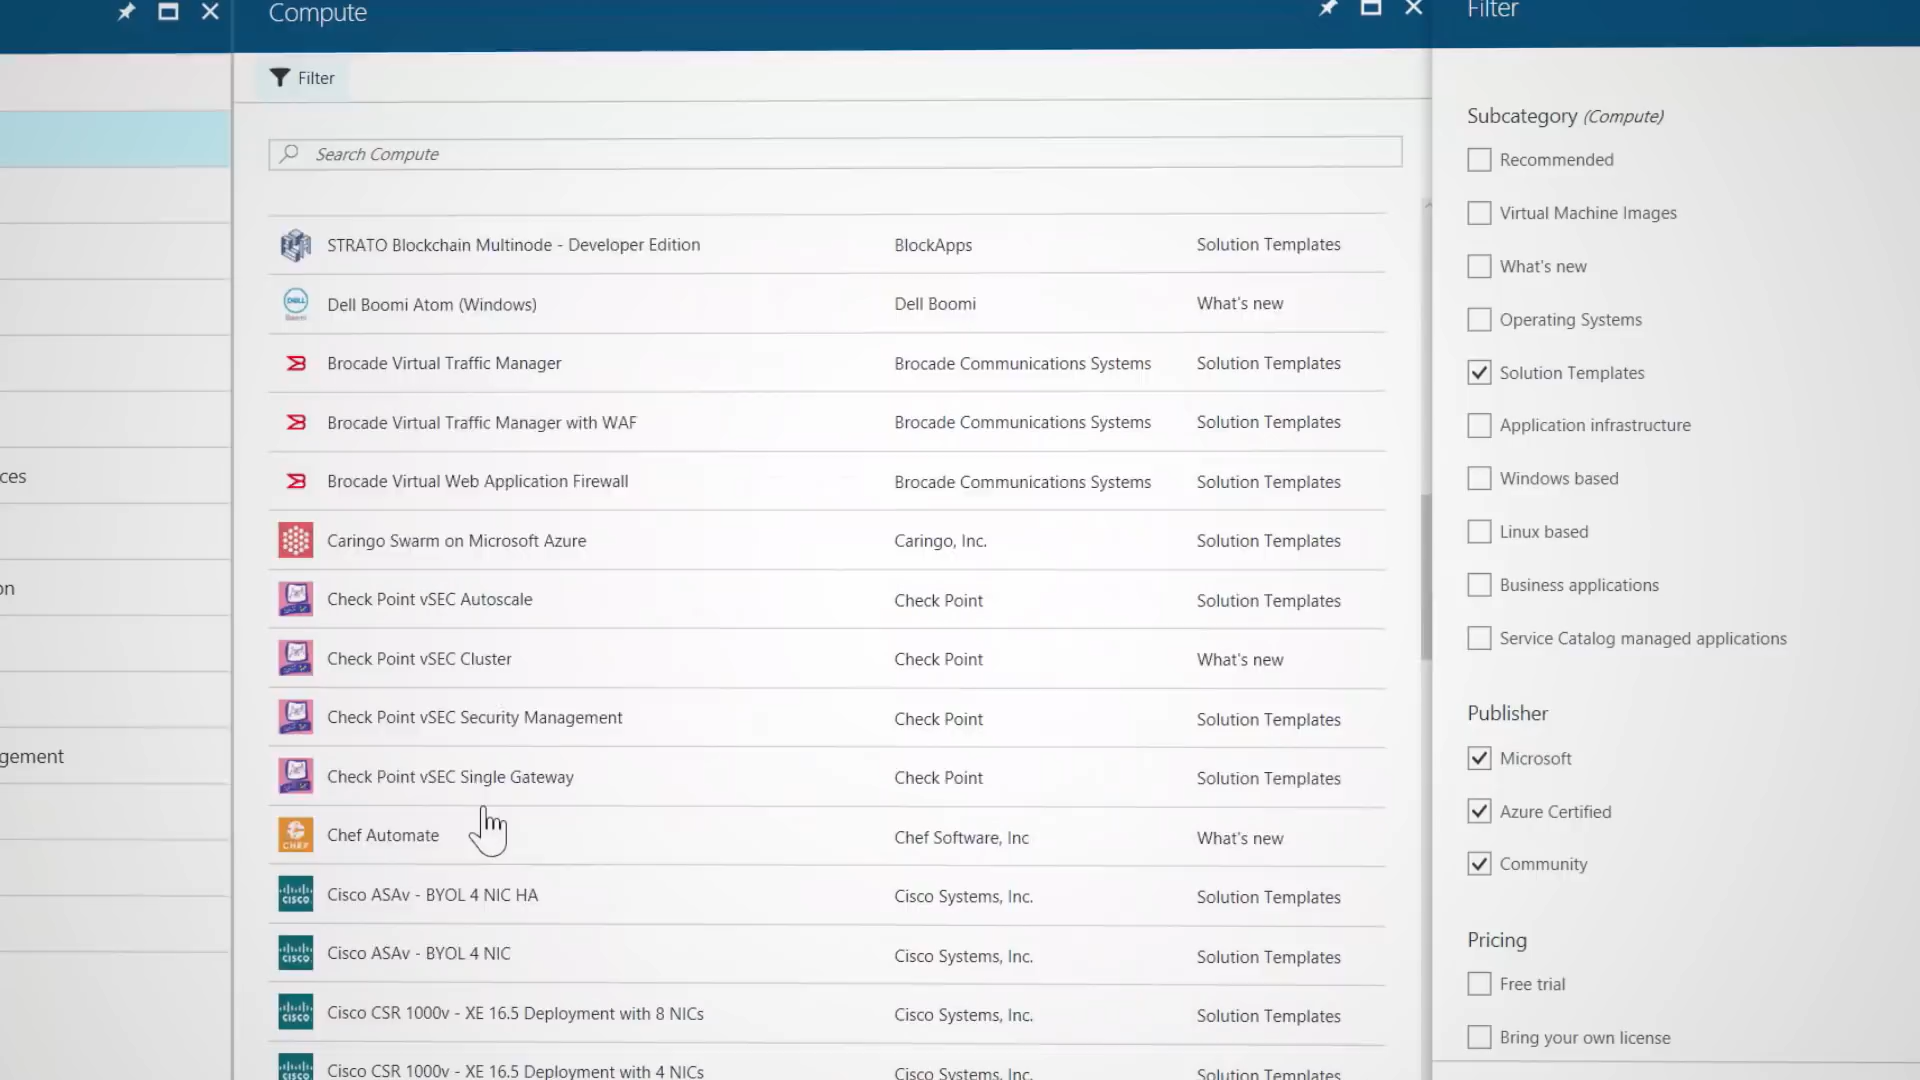 Compute
Filter
Filter
Search Compute
STRATO Blockchain Multinode - Developer Edition BlockApps Solution Templates
DELL
Dell Boomi Atom (Windows) Dell Boomi What's new
Brocade Virtual Traffic Manager Brocade Communications Systems Solution Templates
Brocade Virtual Traffic Manager with WAF Brocade Communications Systems Solution Templates
Brocade Virtual Web Application Firewall Brocade Communications Systems Solution Templates
Caringo Swarm on Microsoft Azure Caringo, Inc. Solution Templates
Check Point vSEC Autoscale Check Point Solution Templates
Check Point vSEC Cluster Check Point What's new
Check Point vSEC Security Management Check Point Solution Templates
Check Point vSEC Single Gateway Check Point Solution Templates
CHEF
Chef Automate Chef Software, Inc What's new
CISCO
Cisco ASAv - BYOL 4 NIC HA Cisco Systems, Inc. Solution Templates
CISCO
Cisco ASAv - BYOL 4 NIC Cisco Systems, Inc. Solution Templates
CISCO
Cisco CSR 1000v - XE 16.5 Deployment with 8 NICs Cisco Systems, Inc. Solution Templates
CISCO
Cisco CSR 1000v - XE 16.5 Deployment with 4 NICs Cisco Systems, Inc. Solution Templates
ces
on
gement
Subcategory (Compute)
Recommended
Virtual Machine Images
What's new
Operating Systems
Solution Templates
Application infrastructure
Windows based
Linux based
Business applications
Service Catalog managed applications
Publisher
Microsoft
Azure Certified
Community
Pricing
Free trial
Bring your own license